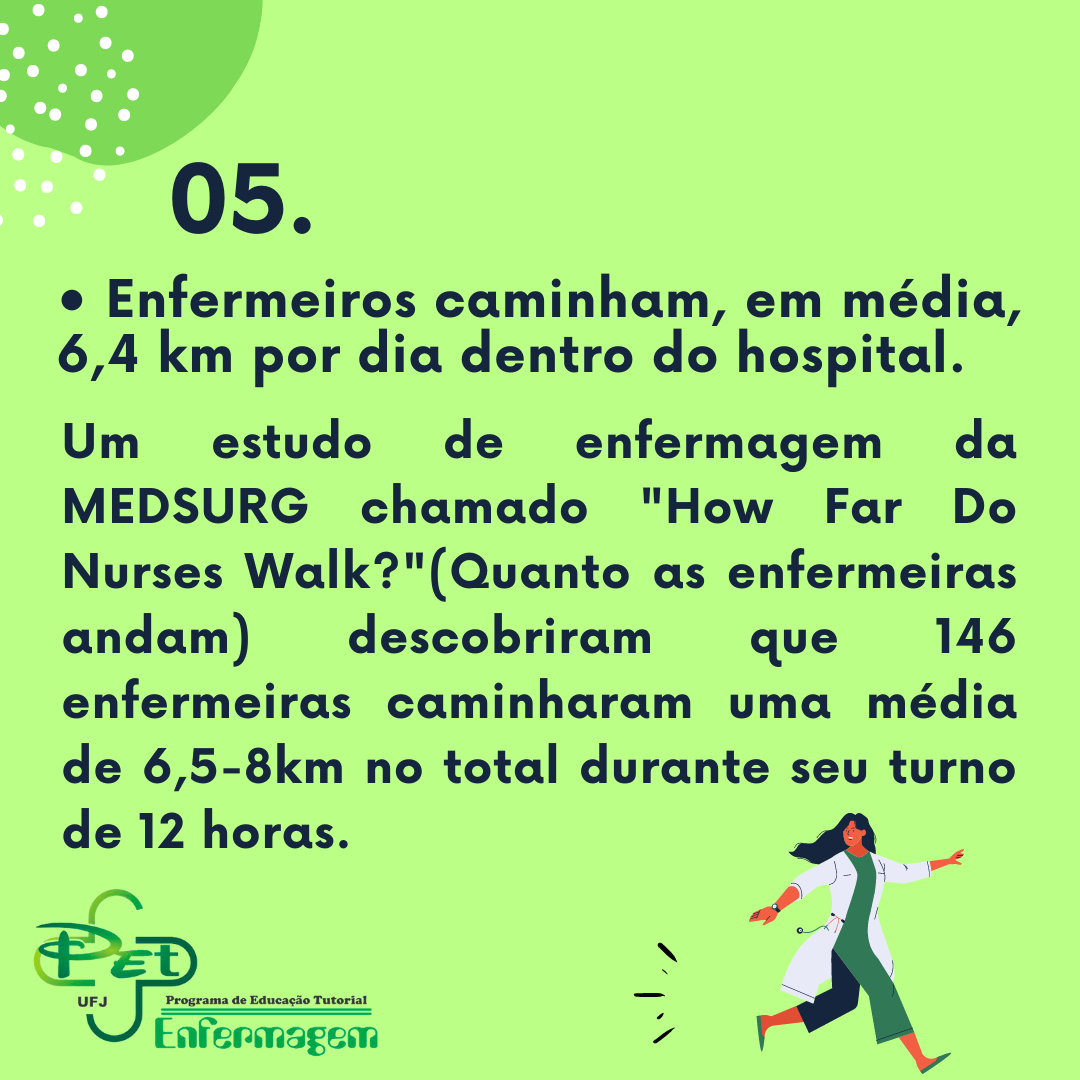 05.
• Enfermeiros caminham, em média,
6,4 km por dia dentro do hospital.
Um estudo de enfermagem da
MEDSURG chamado "How Far Do
Nurses Walk?"(Quanto as enfermeiras
andam) descobriram que 146
enfermeiras caminharam uma média
de 6,5-8km no total durante seu turno
de 12 horas.
PEt
UFJ
Programa de Educação Tutorial
Enfermagem